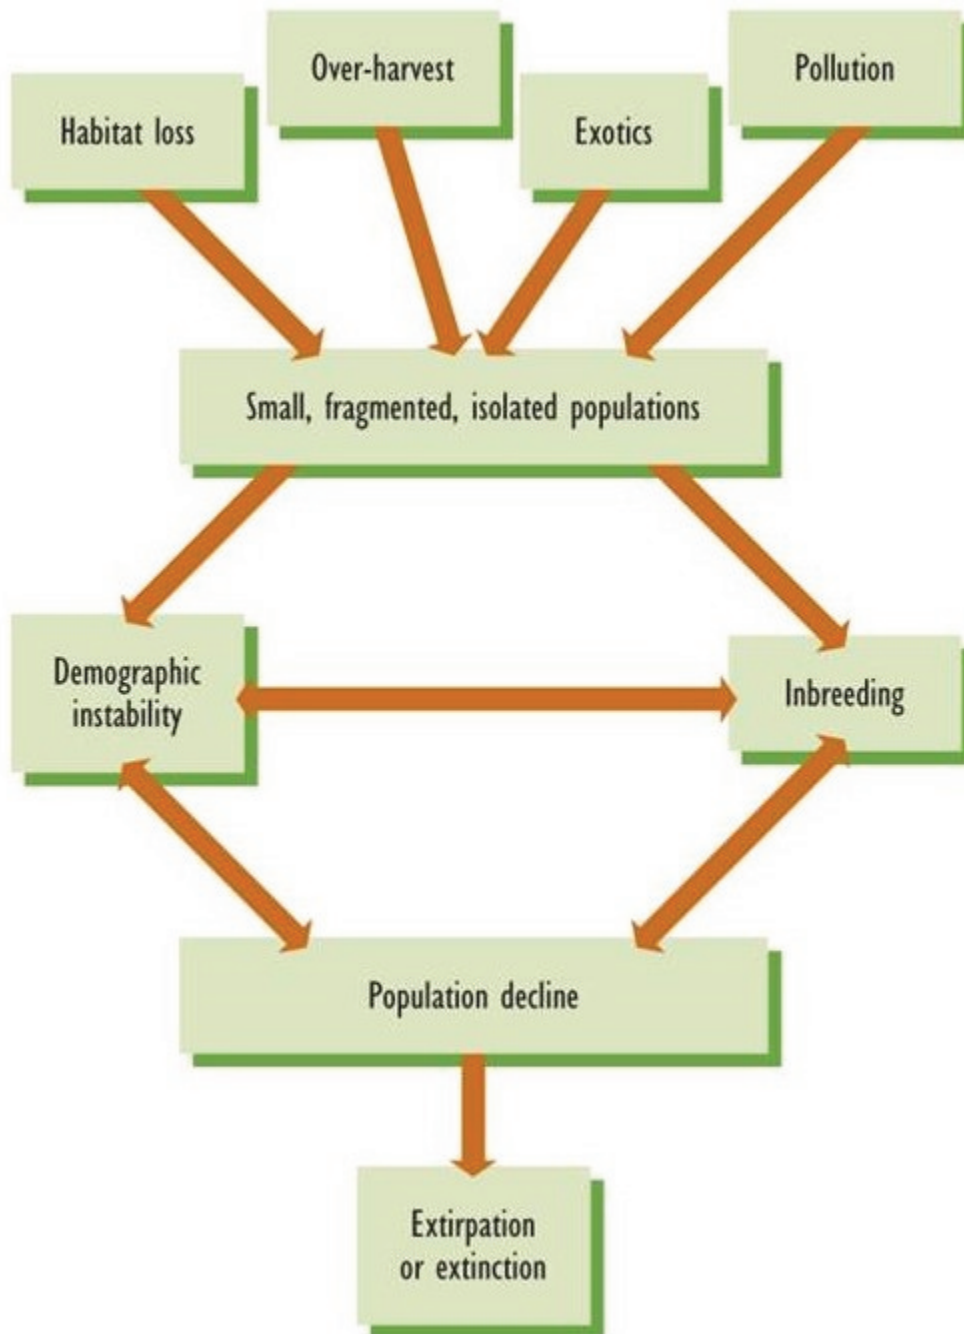 Over-harvest
Pollution
Habitat loss
Exotics
Small, fragmented, isolated populations
Demographic
instability
Inbreeding
Population decline
Extirpation
or extinction